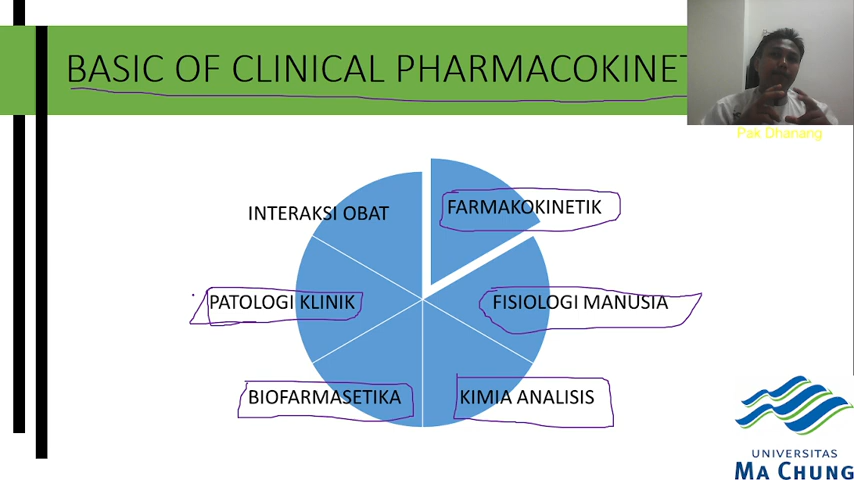 BASIC OF CLINICAL PHARMACOKINET
Pak Dhanang
INTERAKSI OBAT
FARMAKOKINETIK
PATOLOGI KLINIK
FISIOLOGI MANUSIA
BIOFARMASETIKA
KIMIA ANALISIS
UNIVERSITAS
MA CHUNG